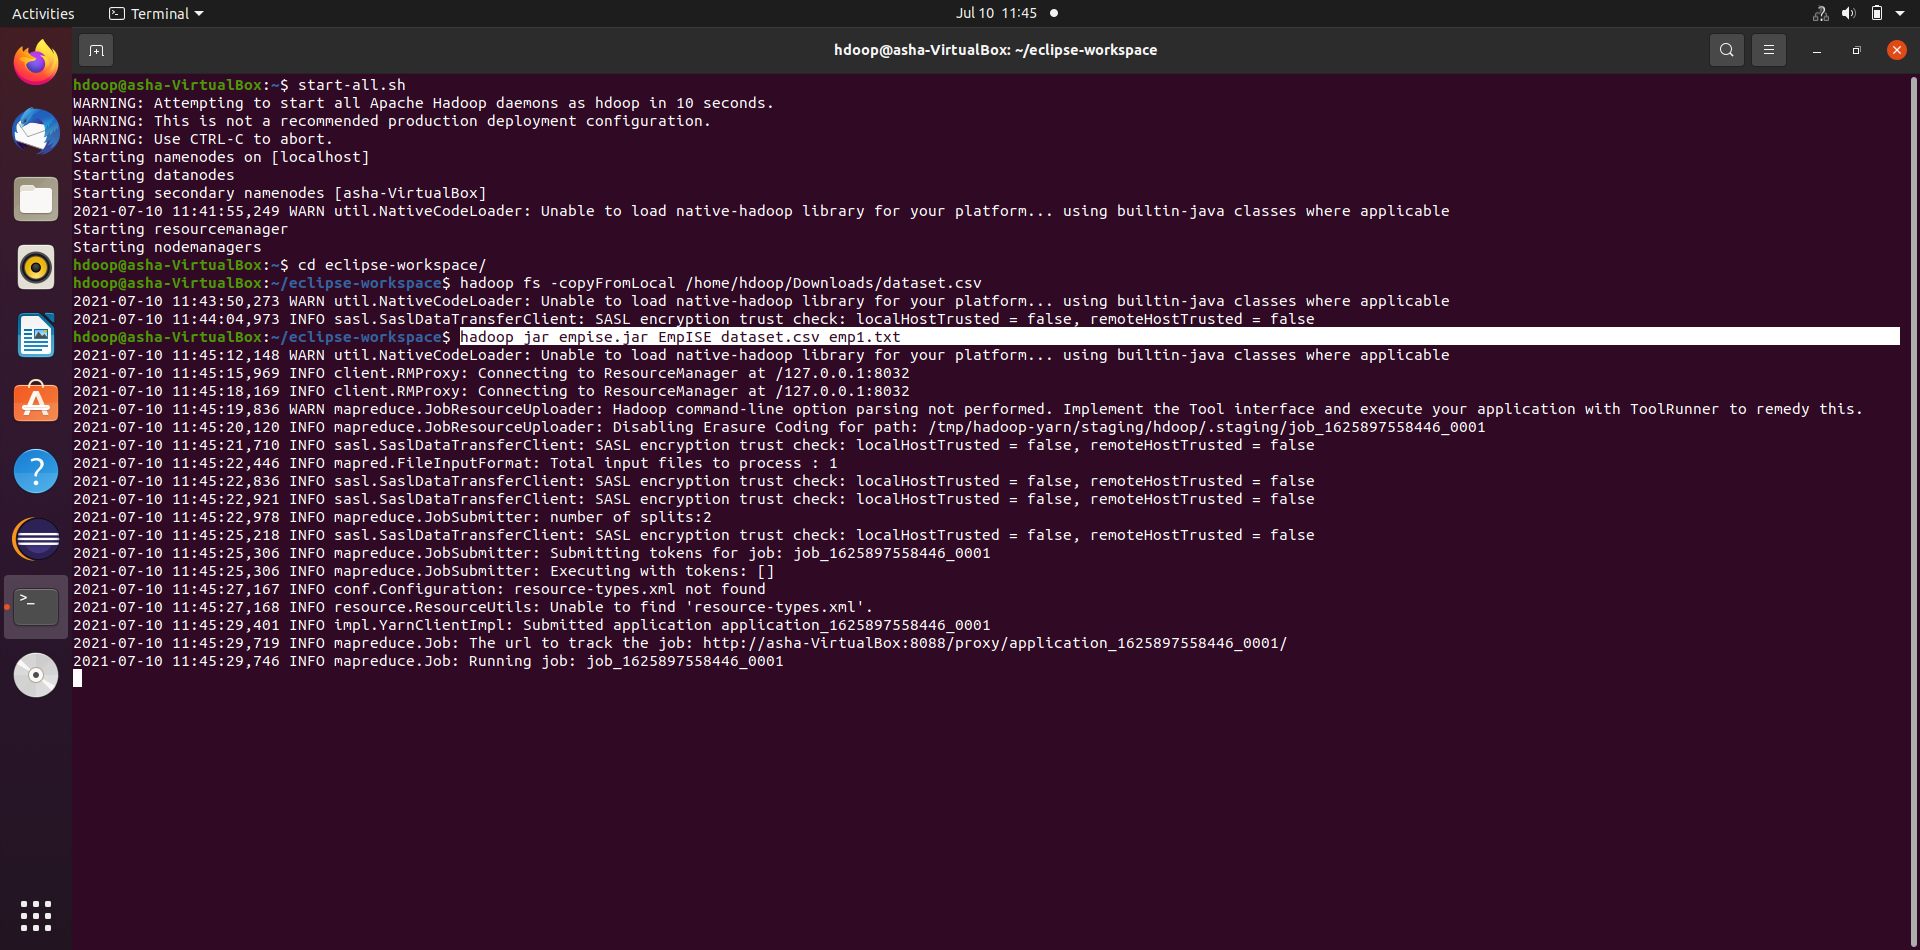 Activities Terminal Jul 10 11:45
hdoop@asha-VirtualBox: ~/eclipse-workspace
hdoop@asha-VirtualBox:~$ start-all.sh
WARNING: Attempting to start all Apache Hadoop daemons as hdoop in 10 seconds.
WARNING: This is not a recommended production deployment configuration.
WARNING: Use CTRL-C to abort.
Starting namenodes on [localhost]
Starting datanodes
Starting secondary namenodes [asha-VirtualBox]
2021-07-10 11:41:55,249 WARN util.NativeCodeLoader: Unable to load native-hadoop library for your platform... using builtin-java classes where applicable
Starting resourcemanager
Starting nodemanagers
hdoop@asha-VirtualBox:~$ cd eclipse-workspace/
hdoop@asha-VirtualBox:~/eclipse-workspace$ hadoop fs -copyFromLocal /home/hdoop/Downloads/dataset.csv
2021-07-10 11:43:50,273 WARN util.NativeCodeLoader: Unable to load native-hadoop library for your platform... using builtin-java classes where applicable
2021-07-10 11:44:04,973 INFO sasl.SaslDataTransferClient: SASL encryption trust check: localHostTrusted = false, remoteHostTrusted = false
hdoop@asha-VirtualBox:~/eclipse-workspace$ hadoop jar empise.jar EmpISE dataset.csv emp1.txt
2021-07-10 11:45:12,148 WARN util.NativeCodeLoader: Unable to load native-hadoop library for your platform... using builtin-java classes where applicable
2021-07-10 11:45:15,969 INFO client.RMProxy: Connecting to ResourceManager at /127.0.0.1:8032
2021-07-10 11:45:18,169 INFO client.RMProxy: Connecting to ResourceManager at /127.0.0.1:8032
2021-07-10 11:45:19,836 WARN mapreduce.JobResourceUploader: Hadoop command-line option parsing not performed. Implement the Tool interface and execute your application with ToolRunner to remedy this.
2021-07-10 11:45:20,120 INFO mapreduce.JobResourceUploader: Disabling Erasure Coding for path: /tmp/hadoop-yarn/staging/hdoop/.staging/job_1625897558446_0001
2021-07-10 11:45:21,710 INFO sasl.SaslDataTransferClient: SASL encryption trust check: localHostTrusted = false, remoteHostTrusted = false
2021-07-10 11:45:22,446 INFO mapred.FileInputFormat: Total input files to process : 1
2021-07-10 11:45:22,836 INFO sasl.SaslDataTransferClient: SASL encryption trust check: localHostTrusted = false, remoteHostTrusted = false
2021-07-10 11:45:22,921 INFO sasl.SaslDataTransferClient: SASL encryption trust check: localHostTrusted = false, remoteHostTrusted = false
2021-07-10 11:45:22,978 INFO mapreduce.JobSubmitter: number of splits:2
2021-07-10 11:45:25,218 INFO sasl.SaslDataTransferClient: SASL encryption trust check: localHostTrusted = false, remoteHostTrusted = false
2021-07-10 11:45:25,306 INFO mapreduce.JobSubmitter: Submitting tokens for job: job_1625897558446_0001
2021-07-10 11:45:25,306 INFO mapreduce.JobSubmitter: Executing with tokens: []
2021-07-10 11:45:27,167 INFO conf.Configuration: resource-types.xml not found
2021-07-10 11:45:27,168 INFO resource.ResourceUtils: Unable to find 'resource-types.xml'.
2021-07-10 11:45:29,401 INFO impl.YarnClientImpl: Submitted application application_1625897558446_0001
2021-07-10 11:45:29,719 INFO mapreduce.Job: The url to track the job: http://asha-VirtualBox:8088/proxy/application_1625897558446_0001/
2021-07-10 11:45:29,746 INFO mapreduce.Job: Running job: job_1625897558446_0001